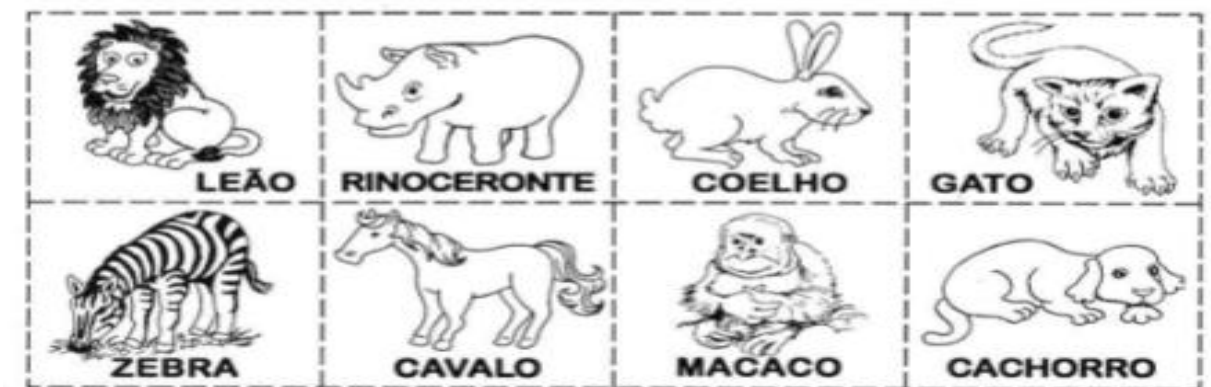 LEÃO
RINOCERONTE
COELHO
GATO
ZEBRA
CAVALO
MACACO
CACHORRO